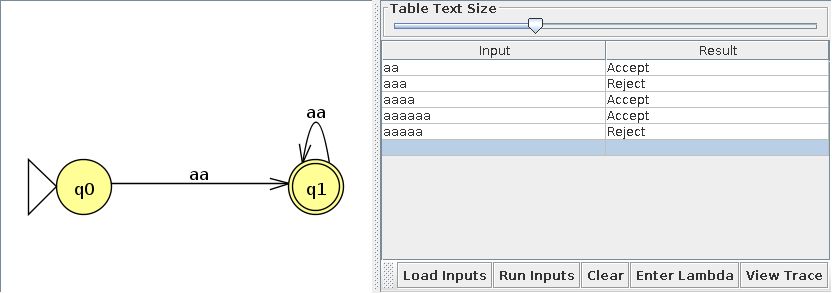 Table Text Size
Input Result
aa Accept
aaa Reject
aaaa Accept
aaaaaa Accept
aaaaa Reject
aa
aa
q0 q1
Load Inputs Run Inputs Clear Enter Lambda View Trace